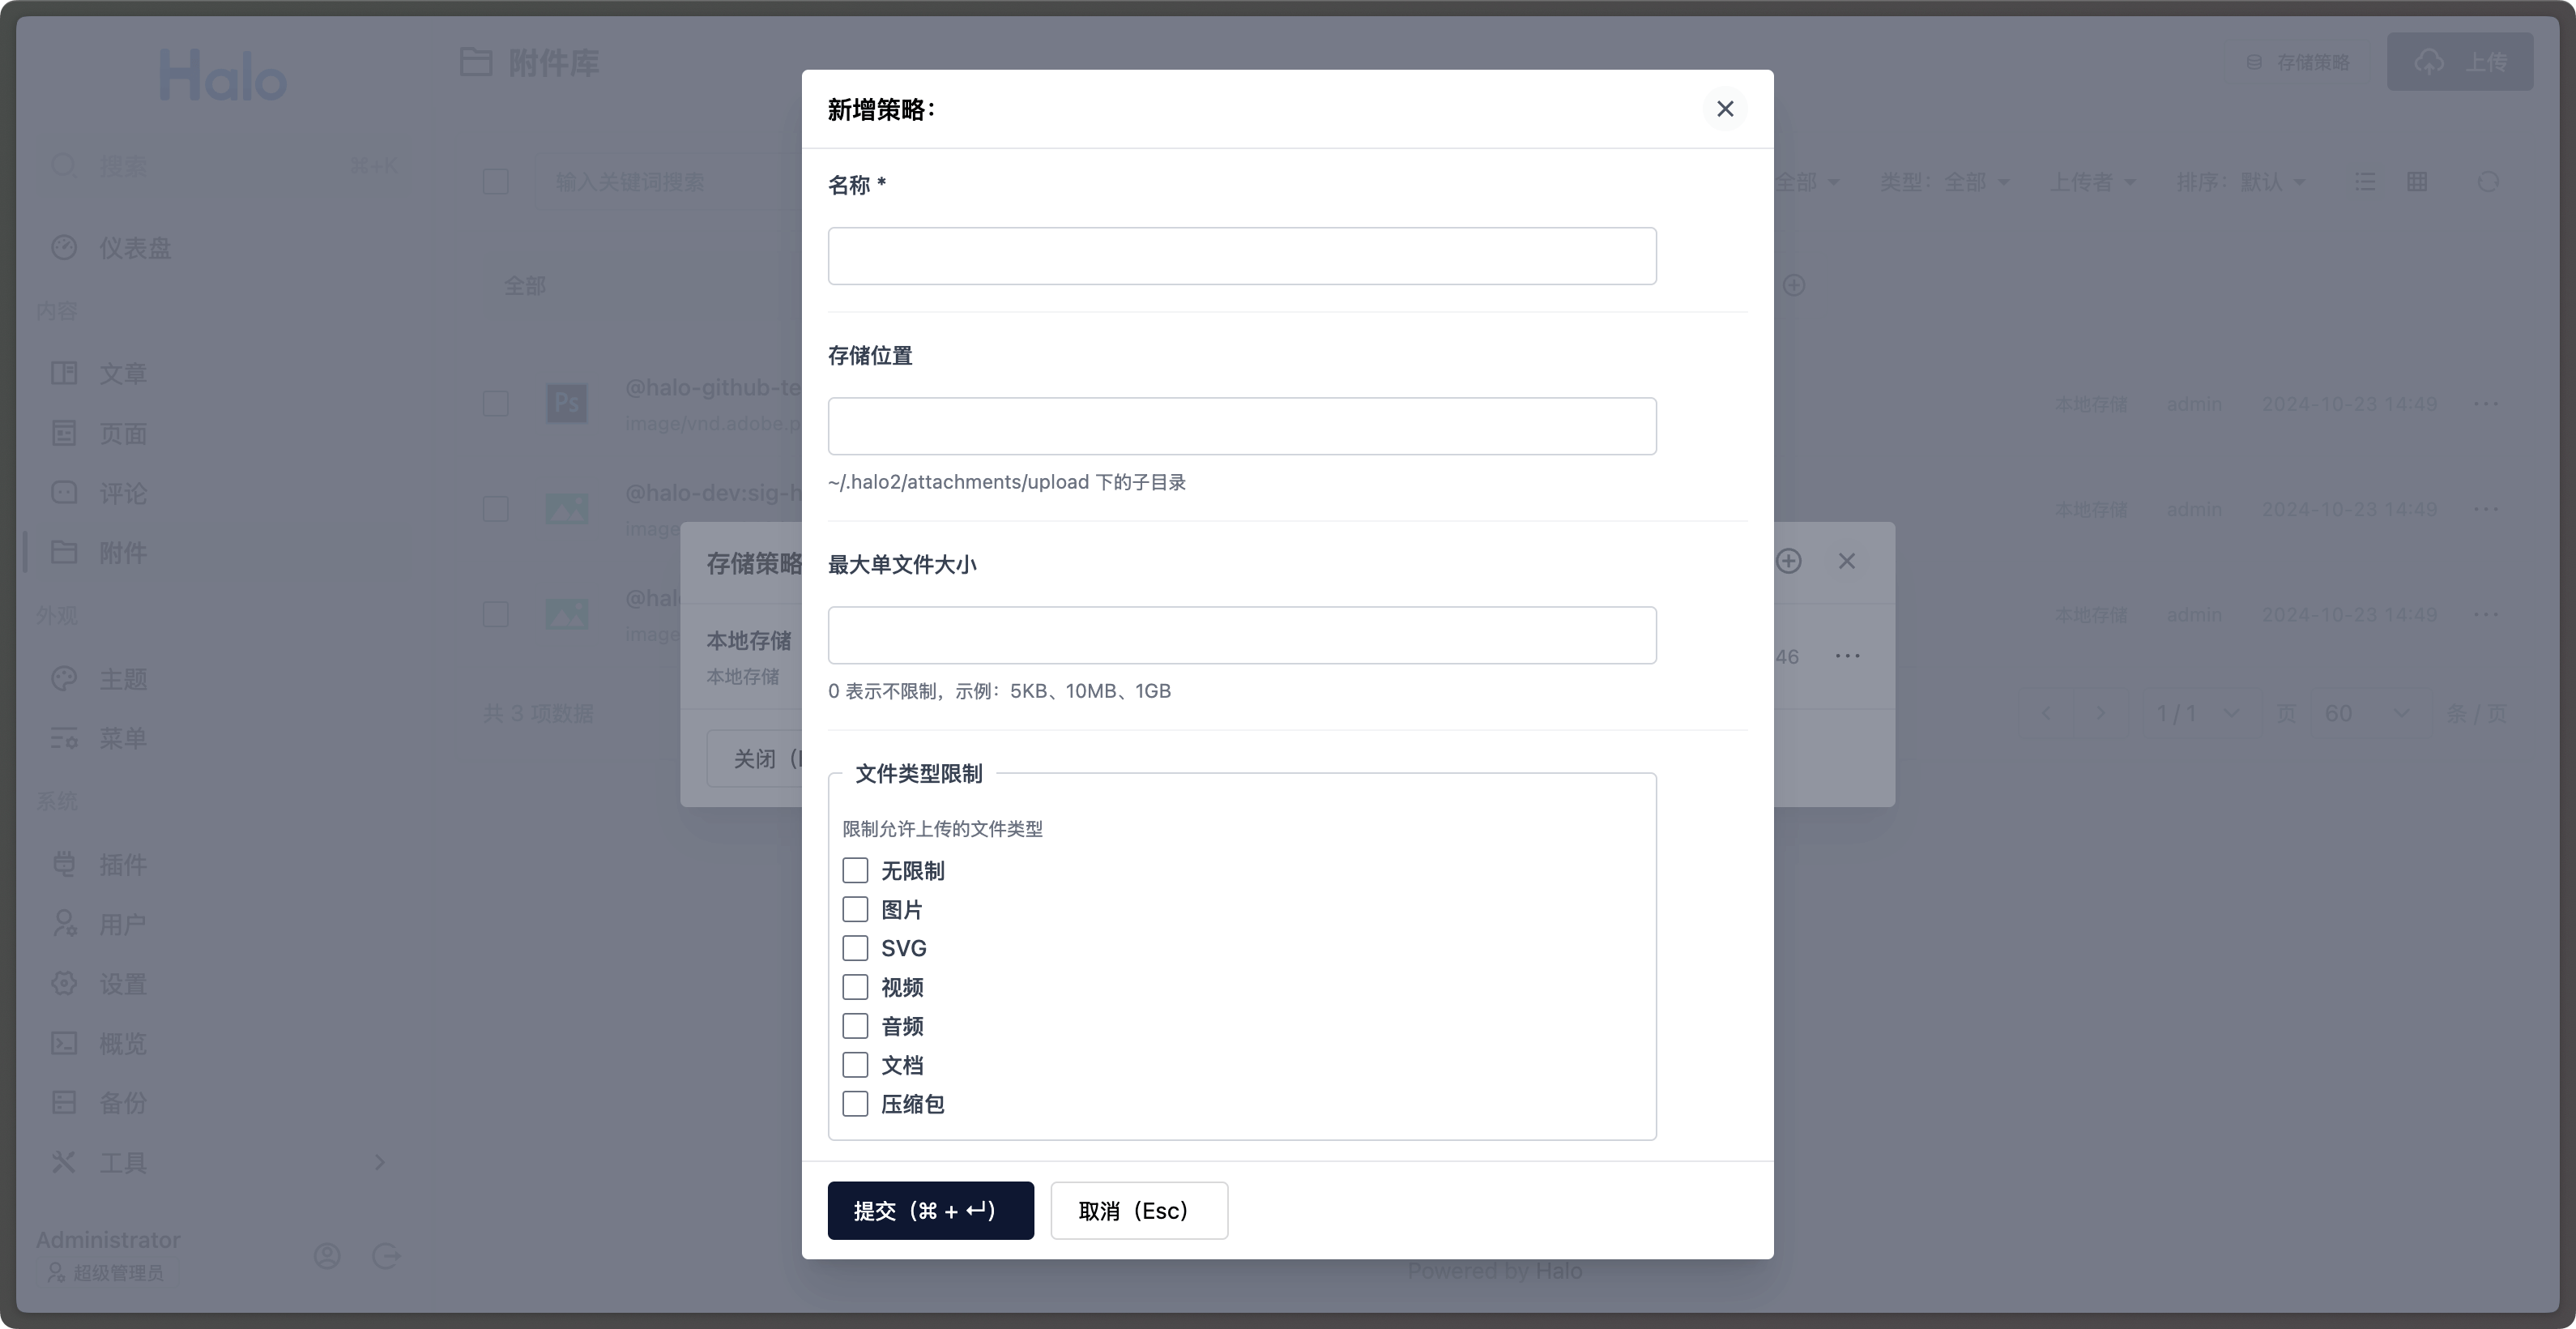 Halo
附件库
存储策略
上传
搜索
⌘+K
输入关键词搜索
全部
类型：全部
上传者
排序：默认
仪表盘
全部
内容
文章
页面
评论
附件
外观
主题
菜单
系统
插件
用户
设置
概览
备份
工具
Administrator
超级管理员
Ps
@halo-github-te
image/vnd.adobe.p
本地存储
admin
2024-10-23 14:49
@halo-dev:sig-h
image
本地存储
admin
2024-10-23 14:49
@hal
image
本地存储
admin
2024-10-23 14:49
共 3 项数据
1 / 1
页
60
条 / 页
存储策略
本地存储
本地存储
46
关闭（
新增策略：
名称 *
存储位置
~/.halo2/attachments/upload 下的子目录
最大单文件大小
0 表示不限制，示例：5KB、10MB、1GB
文件类型限制
限制允许上传的文件类型
无限制
图片
SVG
视频
音频
文档
压缩包
提交（⌘ + ↵）
取消（Esc）
Powered by Halo